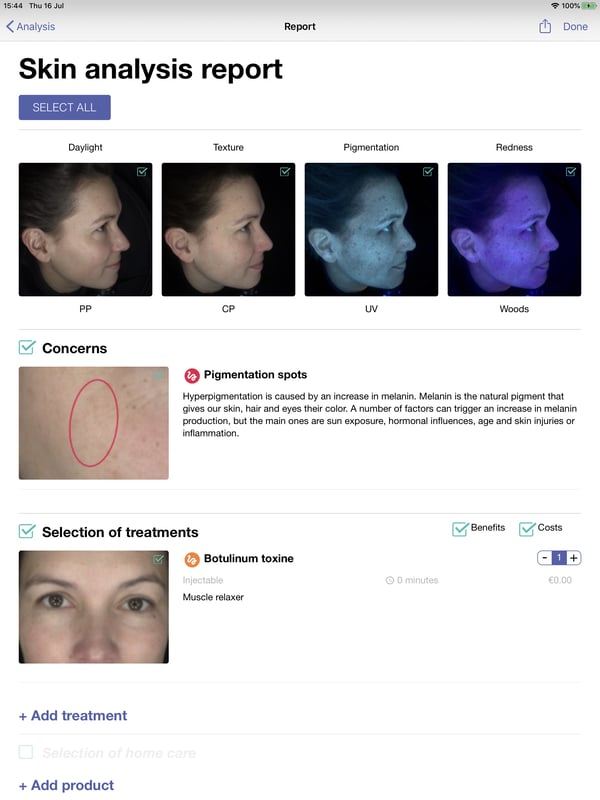 15:44 Thu 16 Jul
100%
Analysis
Report
Done
Skin analysis report
SELECT ALL
Daylight
Texture
Pigmentation
Redness
PP
CP
UV
Woods
Concerns
Pigmentation spots
Hyperpigmentation is caused by an increase in melanin. Melanin is the natural pigment that
gives our skin, hair and eyes their color. A number of factors can trigger an increase in melanin
production, but the main ones are sun exposure, hormonal influences, age and skin injuries or
inflammation.
Selection of treatments
Benefits
Costs
Botulinum toxine
- 1 +
Injectable
0 minutes
€0.00
Muscle relaxer
+ Add treatment
Selection of home care
+ Add product